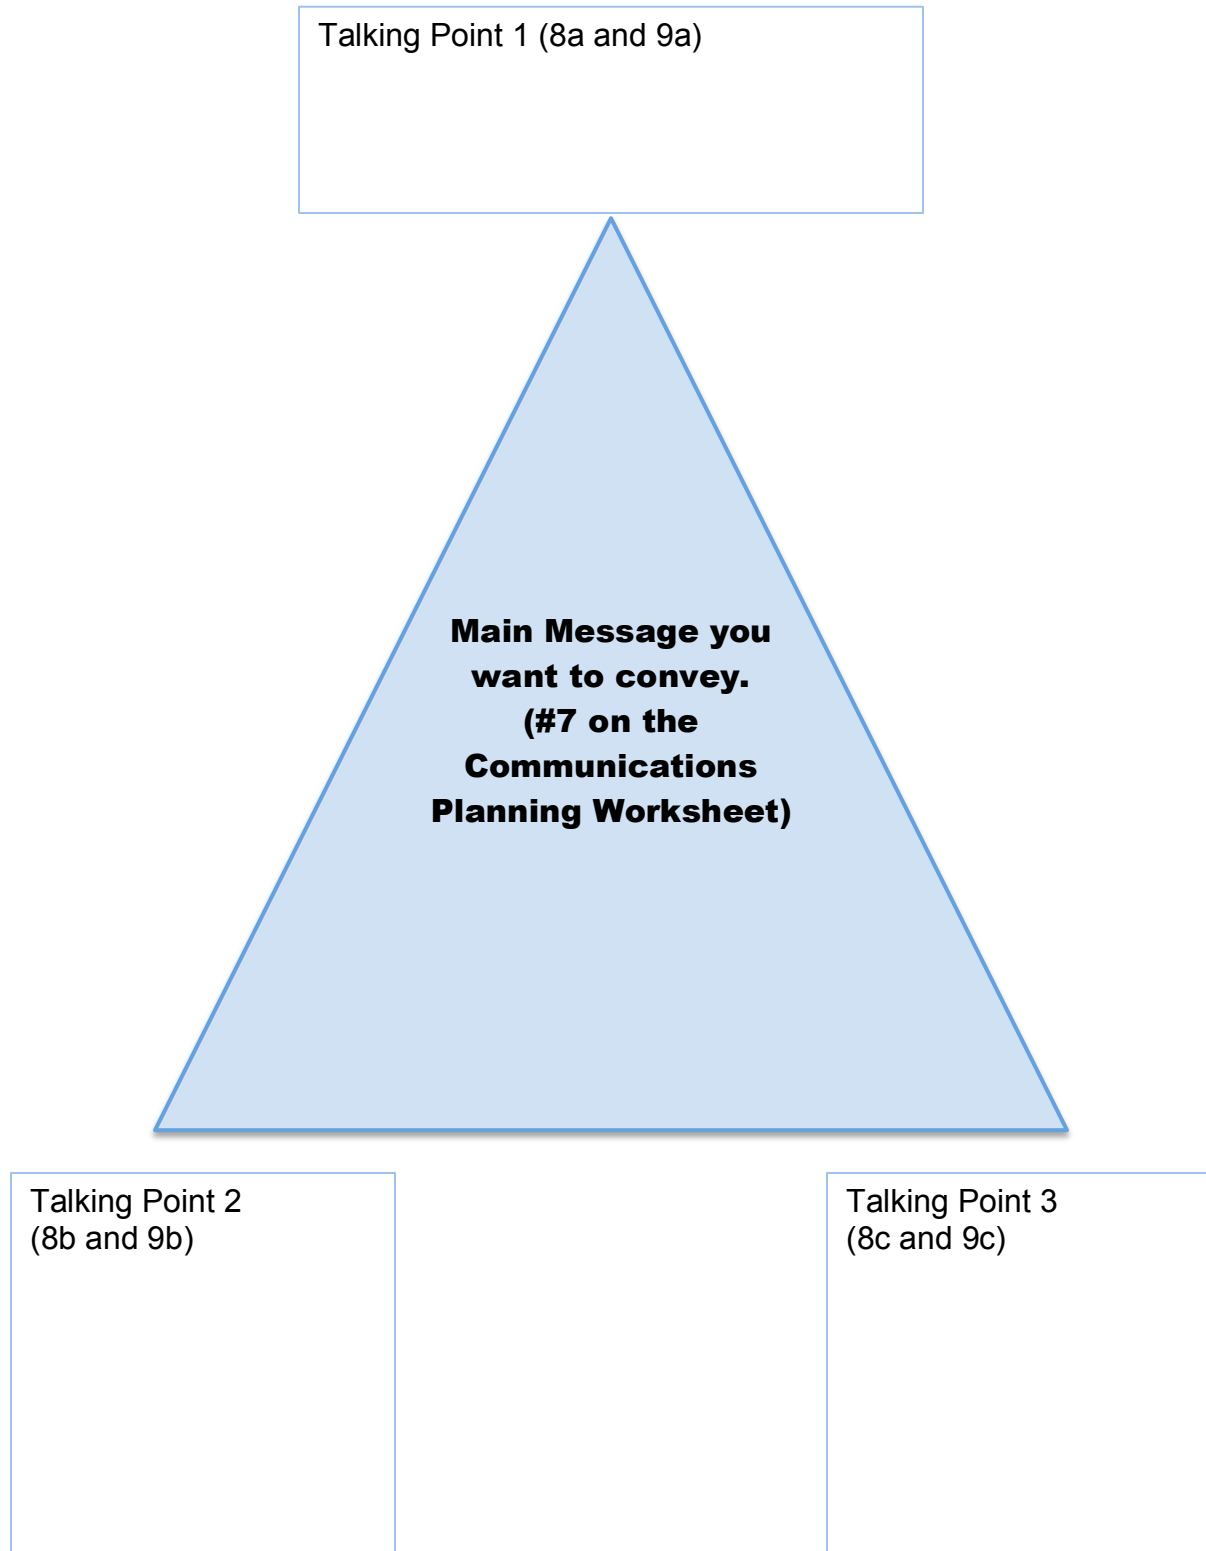 Talking Point 1 (8a and 9a)
Main Message you
want to convey.
(#7 on the
Communications
Planning Worksheet)
Talking Point 2
(8b and 9b)
Talking Point 3
(8c and 9c)